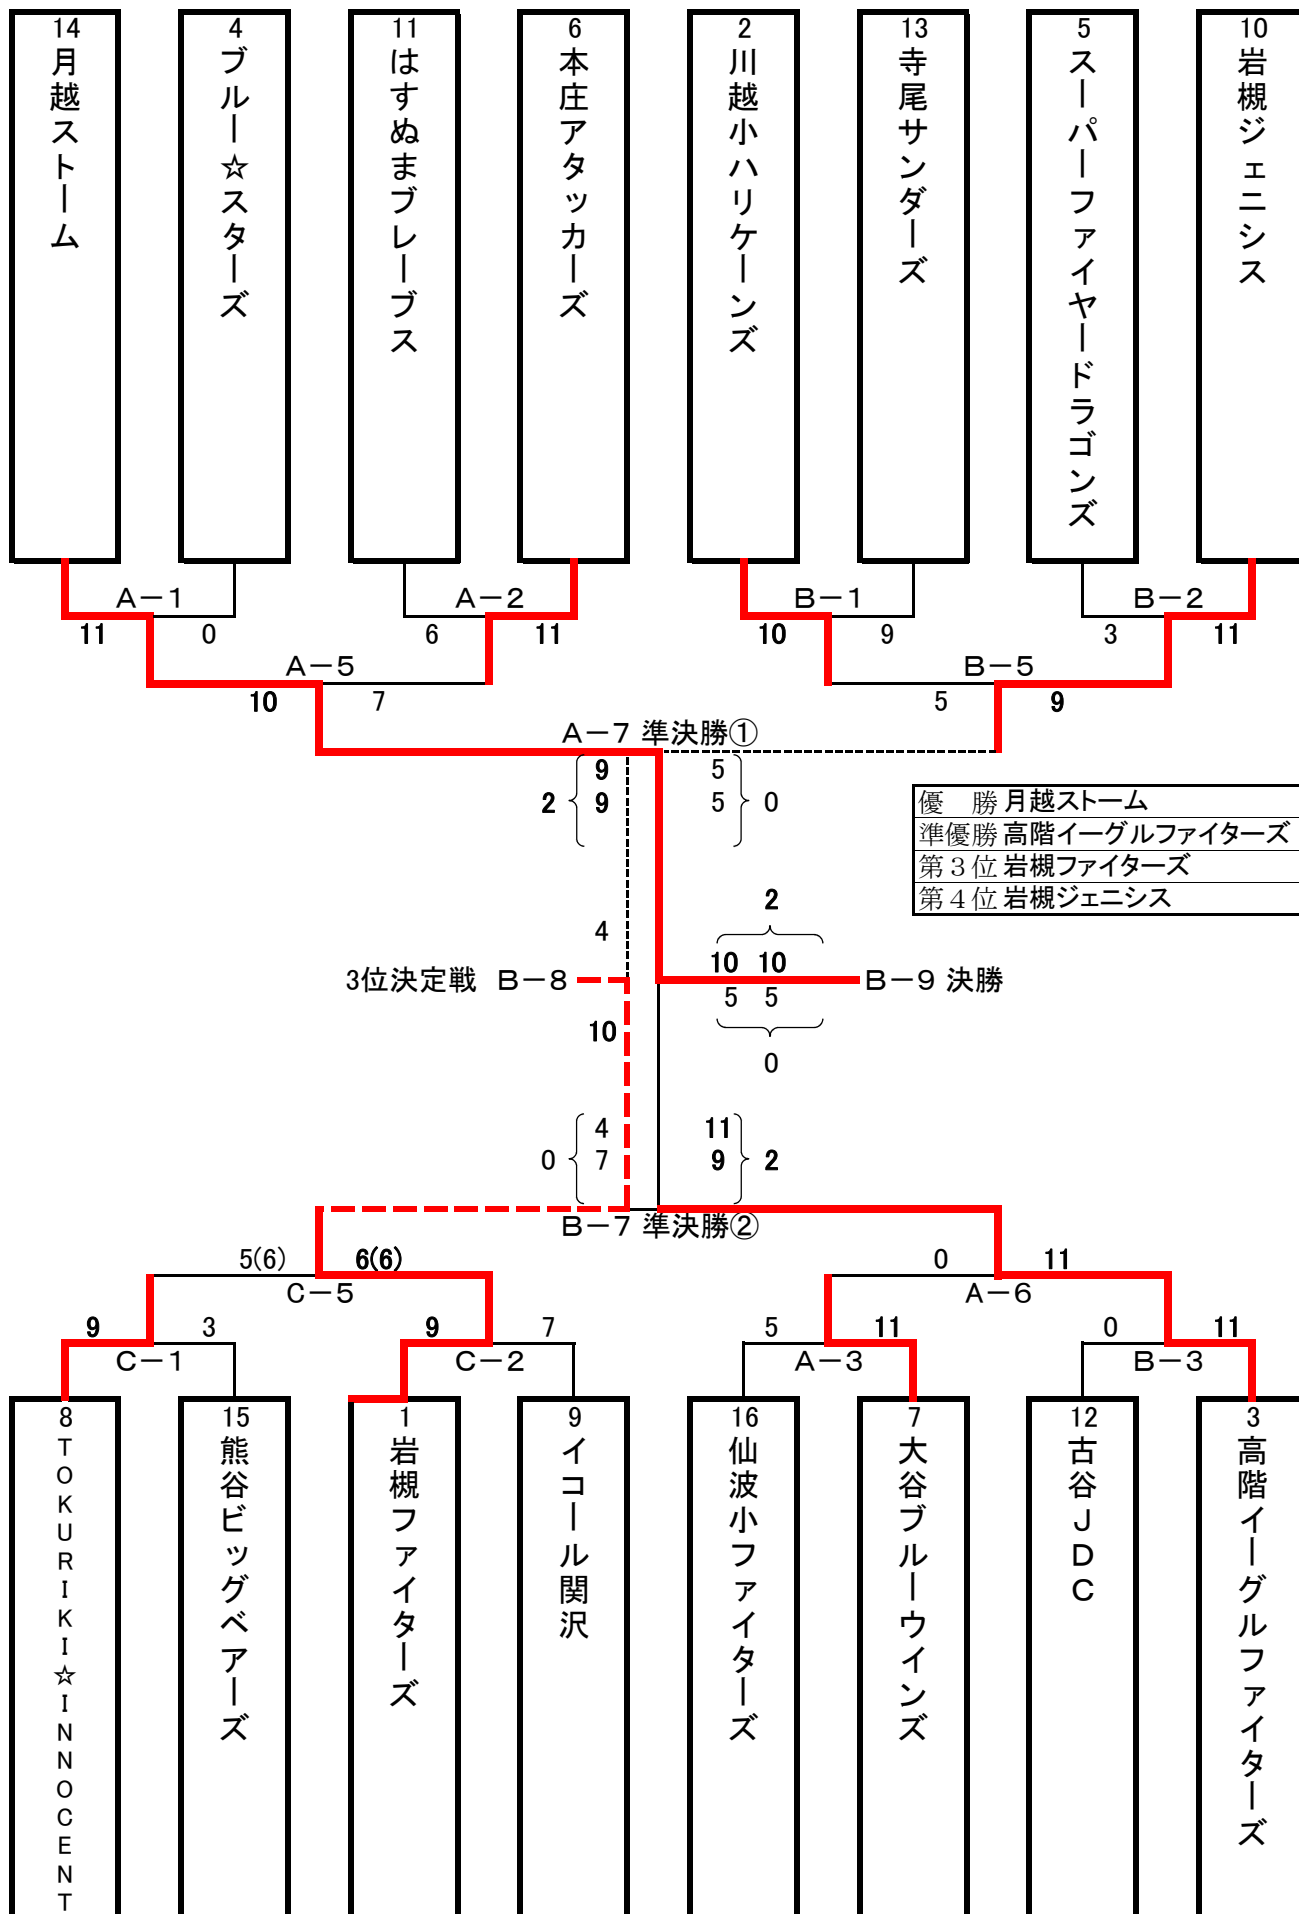 14 4 11 6 2 13 5 10
月越ストーム
ブルー☆スターズ
はすぬまブレーブス
本庄アタッカーズ
川越小ハリケーンズ
寺尾サンダーズ
スーパーファイヤードラゴンズ
岩槻ジェニシス
A－1 A－2 B－1 B－2
11 0 6 11 10 9 3 11
A－5 B－5
10 7 5 9
A－7 準決勝①
9 5
2 9 5 0
優　勝 月越ストーム
準優勝 高階イーグルファイターズ
第３位 岩槻ファイターズ
第４位 岩槻ジェニシス
2
4
10 10
3位決定戦 B－8 B－9 決勝
5 5
10
0
4 11
0 7 9 2
B－7 準決勝②
5(6) 6(6) 0 11
C－5 A－6
9 3 9 7 5 11 0 11
C－1 C－2 A－3 B－3
8 15 1 9 16 7 12 3
TOKURIKI☆INNOCENT
熊谷ビッグベアーズ
岩槻ファイターズ
イコール関沢
仙波小ファイターズ
大谷ブルーウインズ
古谷JDC
高階イーグルファイターズ